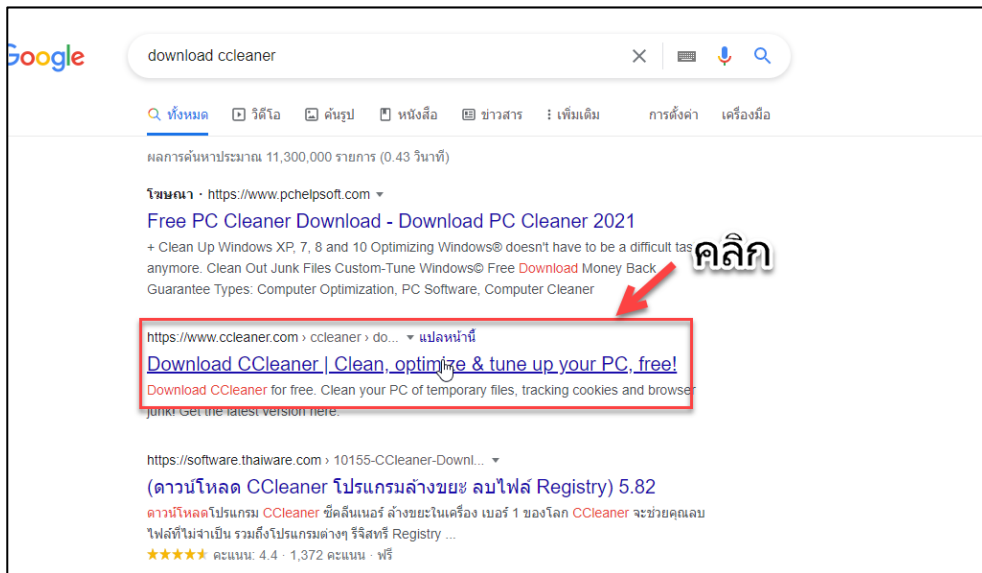 Google
download ccleaner
ทั้งหมด วิดีโอ ค้นรูป หนังสือ ข่าวสาร เพิ่มเติม การตั้งค่า เครื่องมือ
ผลการค้นหาประมาณ 11,300,000 รายการ (0.43 วินาที)
โฆษณา · https://www.pchelpsoft.com
Free PC Cleaner Download - Download PC Cleaner 2021
+ Clean Up Windows XP, 7, 8 and 10 Optimizing Windows® doesn't have to be a difficult tas
anymore. Clean Out Junk Files Custom-Tune Windows© Free Download Money Back
Guarantee Types: Computer Optimization, PC Software, Computer Cleaner
คลิก
https://www.ccleaner.com › ccleaner › do... แปลหน้านี้
Download CCleaner | Clean, optimize & tune up your PC, free!
Download CCleaner for free. Clean your PC of temporary files, tracking cookies and browser
junk! Get the latest version here.
https://software.thaiware.com › 10155-CCleaner-Downl...
(ดาวน์โหลด CCleaner โปรแกรมล้างขยะ ลบไฟล์ Registry) 5.82
ดาวน์โหลดโปรแกรม CCleaner ซีคลีนเนอร์ ล้างขยะในเครื่อง เบอร์ 1 ของโลก CCleaner จะช่วยคุณลบ
ไฟล์ที่ไม่จำเป็น รวมถึงโปรแกรมต่างๆ รีจิสทรี Registry ...
คะแนน: 4.4 · 1,372 คะแนน · ฟรี